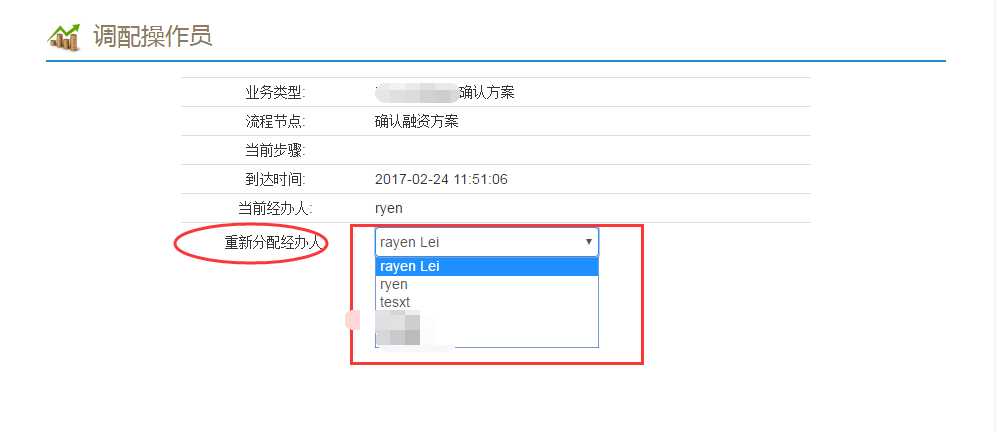 调配操作员
业务类型: 确认方案
流程节点: 确认融资方案
当前步骤:
到达时间: 2017-02-24 11:51:06
当前经办人: ryen
重新分配经办人 rayen Lei
rayen Lei
ryen
tesxt